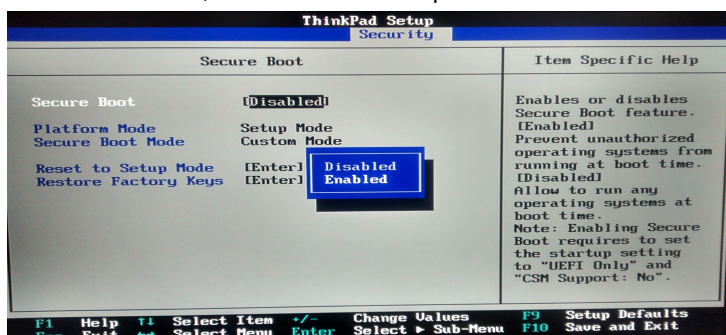 ThinkPad Setup
Security
Secure Boot
Item Specific Help
Secure Boot [Disabled]
Platform Mode Setup Mode
Secure Boot Mode Custom Mode
Reset to Setup Mode [Enter]
Restore Factory Keys [Enter]
Disabled
Enabled
Enables or disables
Secure Boot feature.
[Enabled]
Prevent unauthorized
operating systems from
running at boot time.
[Disabled]
Allow to run any
operating systems at
boot time.
Note: Enabling Secure
Boot requires to set
the startup setting
to "UEFI Only" and
"CSM Support: No".
F1 Help ↑↓ Select Item +/- Change Values F9 Setup Defaults
Esc Exit ↔ Select Menu Enter Select ▶ Sub-Menu F10 Save and Exit